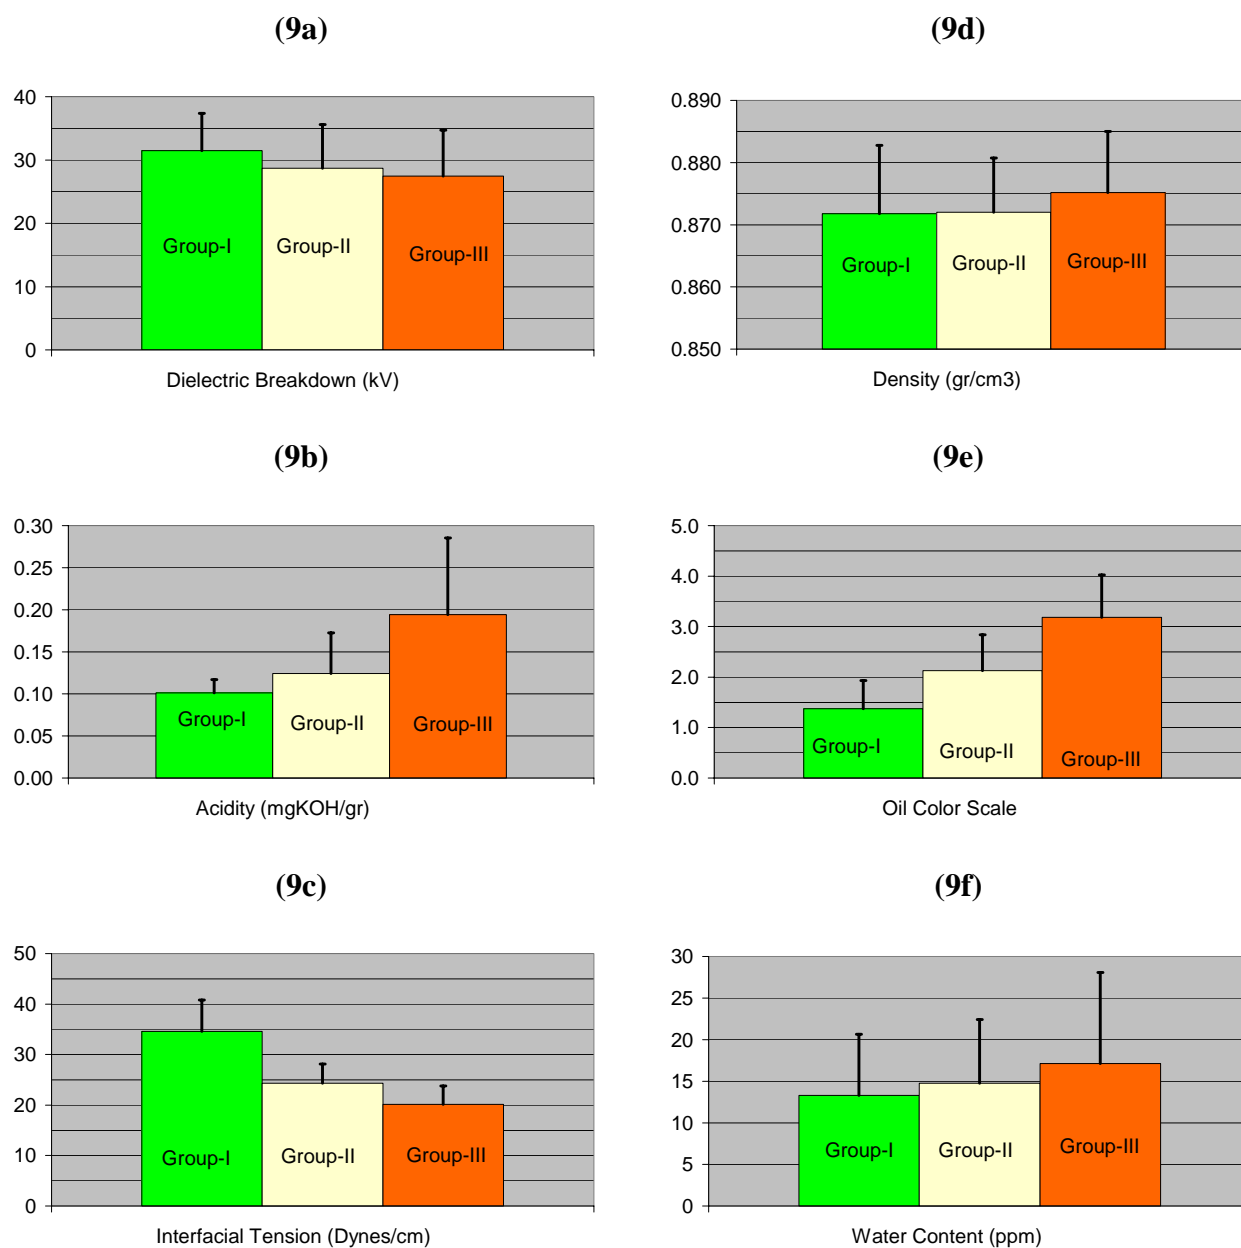 (9a)
40
30
20
10
0
Group-I
Group-II
Group-III
Dielectric Breakdown (kV)
(9d)
0.890
0.880
0.870
0.860
0.850
Group-I
Group-II
Group-III
Density (gr/cm3)
(9b)
0.30
0.25
0.20
0.15
0.10
0.05
0.00
Group-I
Group-II
Group-III
Acidity (mgKOH/gr)
(9e)
5.0
4.0
3.0
2.0
1.0
0.0
Group-I
Group-II
Group-III
Oil Color Scale
(9c)
50
40
30
20
10
0
Group-I
Group-II
Group-III
Interfacial Tension (Dynes/cm)
(9f)
30
25
20
15
10
5
0
Group-I
Group-II
Group-III
Water Content (ppm)